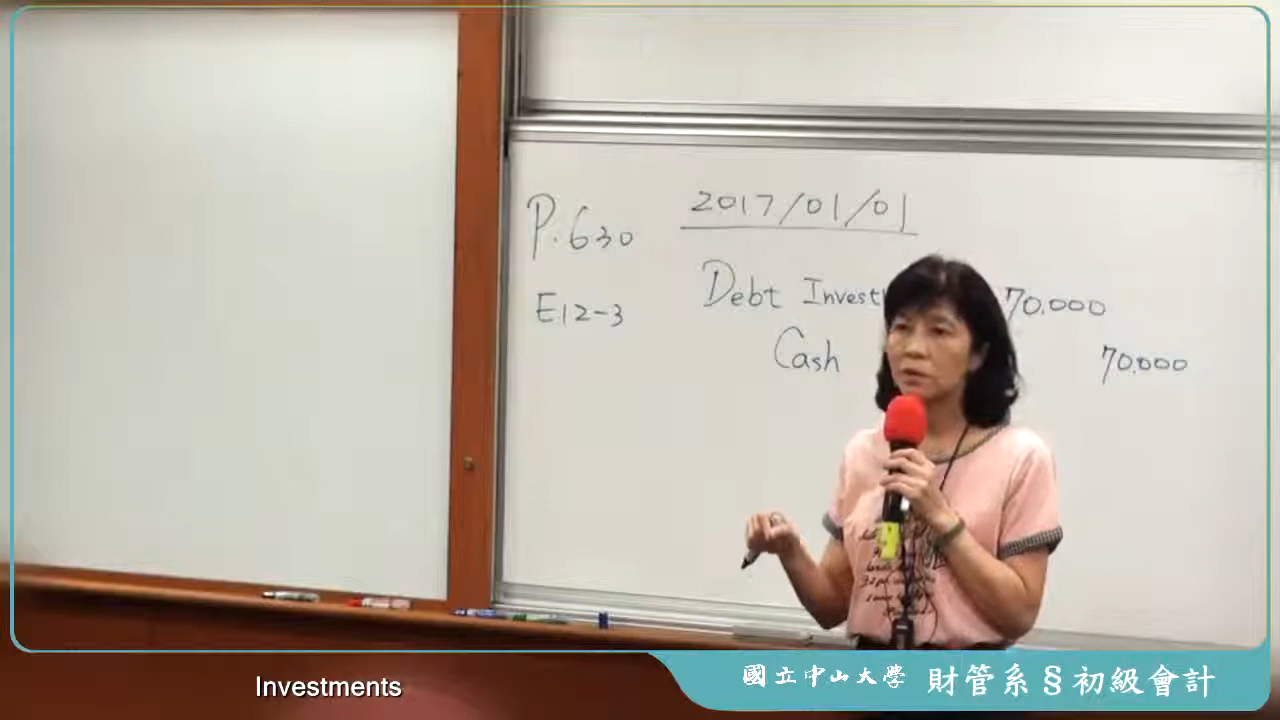 P.630
2017/01/01
E12-3
Debt Invest 70.000
Cash 70.000
Investments
國立中山大學 財管系§初級會計